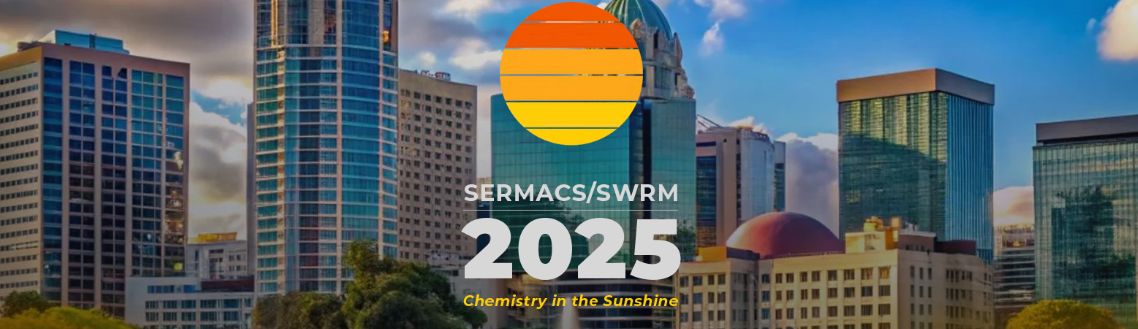 SERMACS/SWRM
2025
Chemistry in the Sunshine